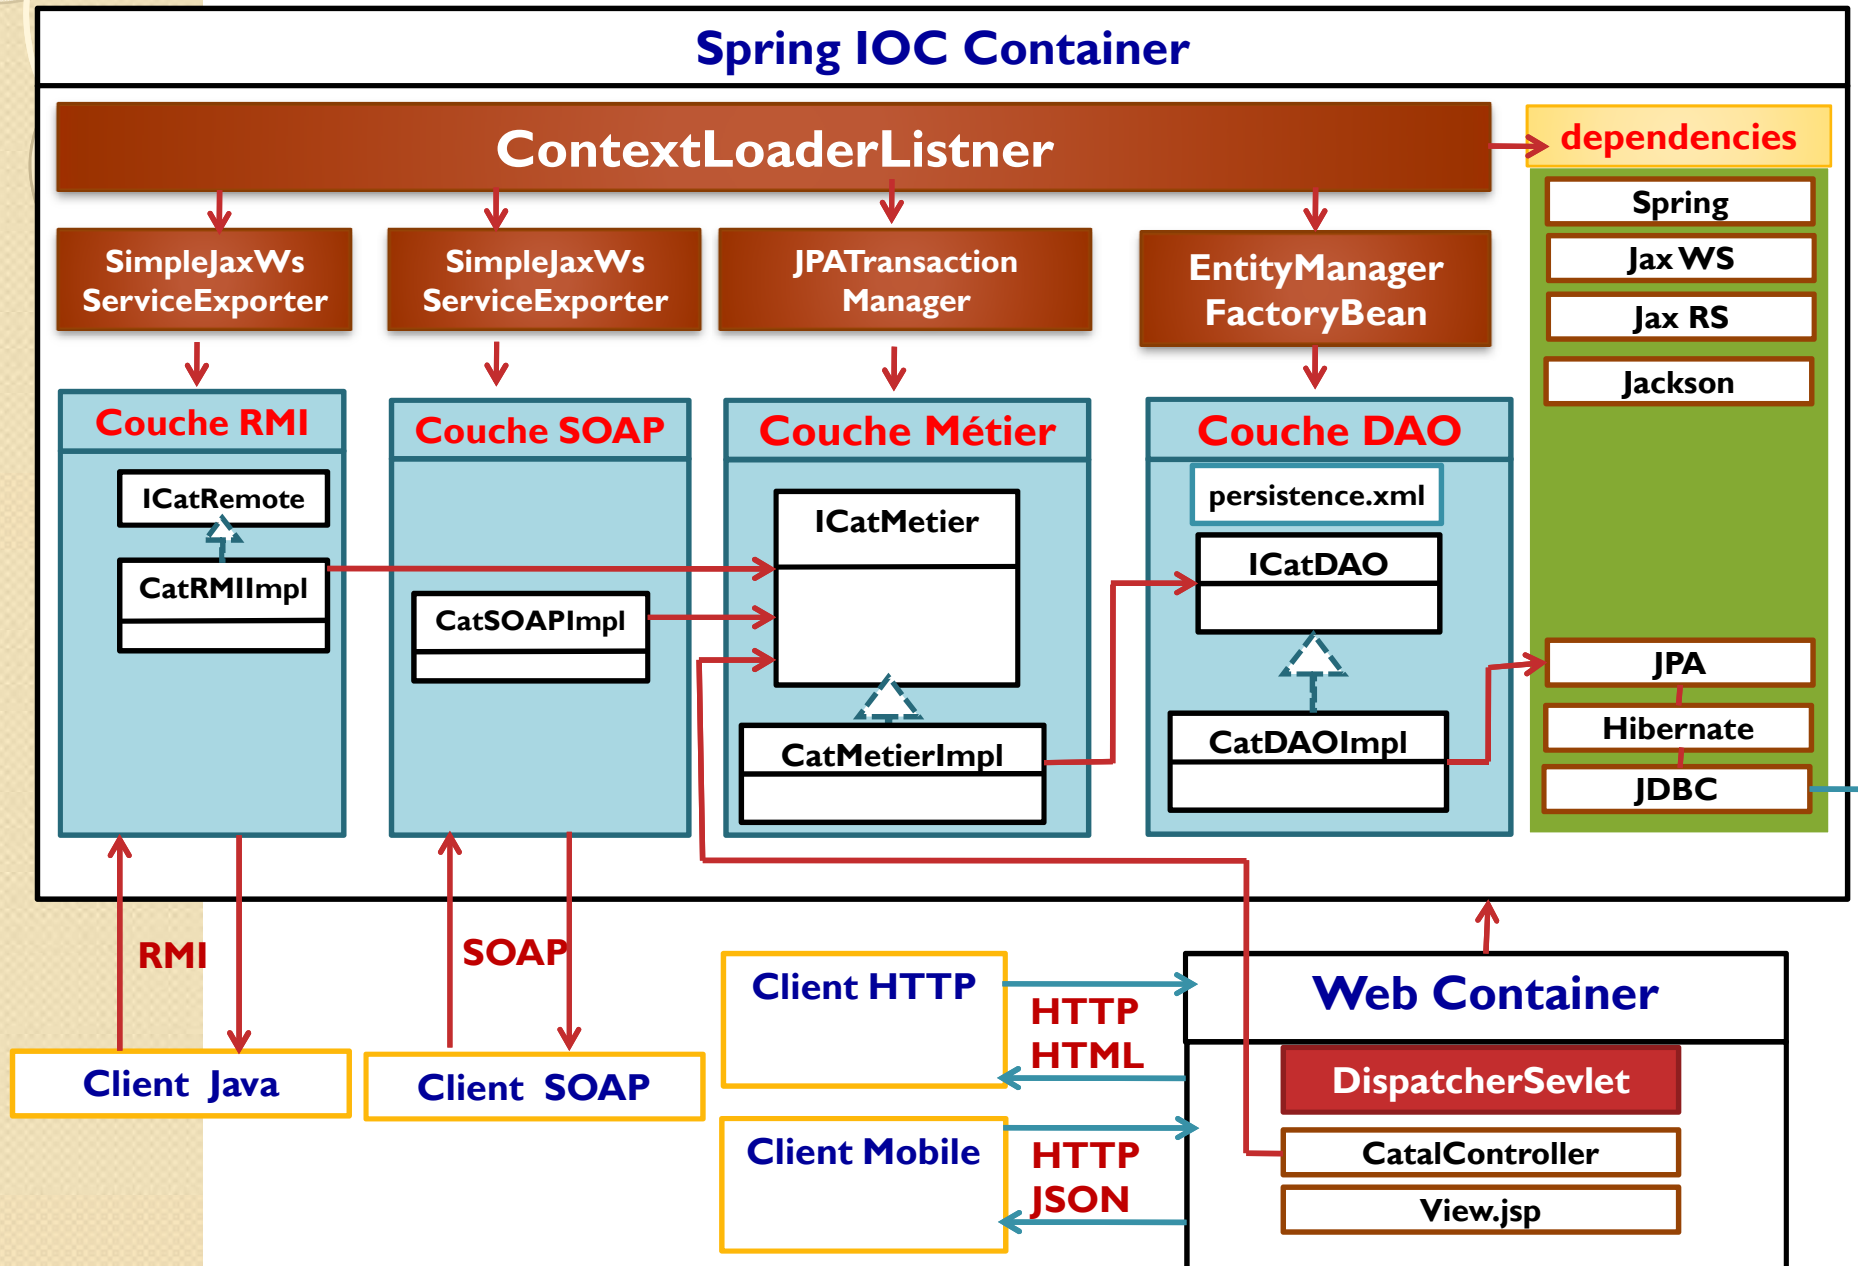 Spring IOC Container
ContextLoaderListner
dependencies
SimpleJaxWs
ServiceExporter
SimpleJaxWs
ServiceExporter
JPATransaction
Manager
EntityManager
FactoryBean
Spring
Jax WS
Jax RS
Jackson
JPA
Hibernate
JDBC
Couche RMI
ICatRemote
CatRMIImpl
Couche SOAP
CatSOAPImpl
Couche Métier
ICatMetier
CatMetierImpl
Couche DAO
persistence.xml
ICatDAO
CatDAOImpl
RMI
SOAP
Client Java
Client SOAP
Client HTTP
HTTP
HTML
Client Mobile
HTTP
JSON
Web Container
DispatcherSevlet
CatalController
View.jsp